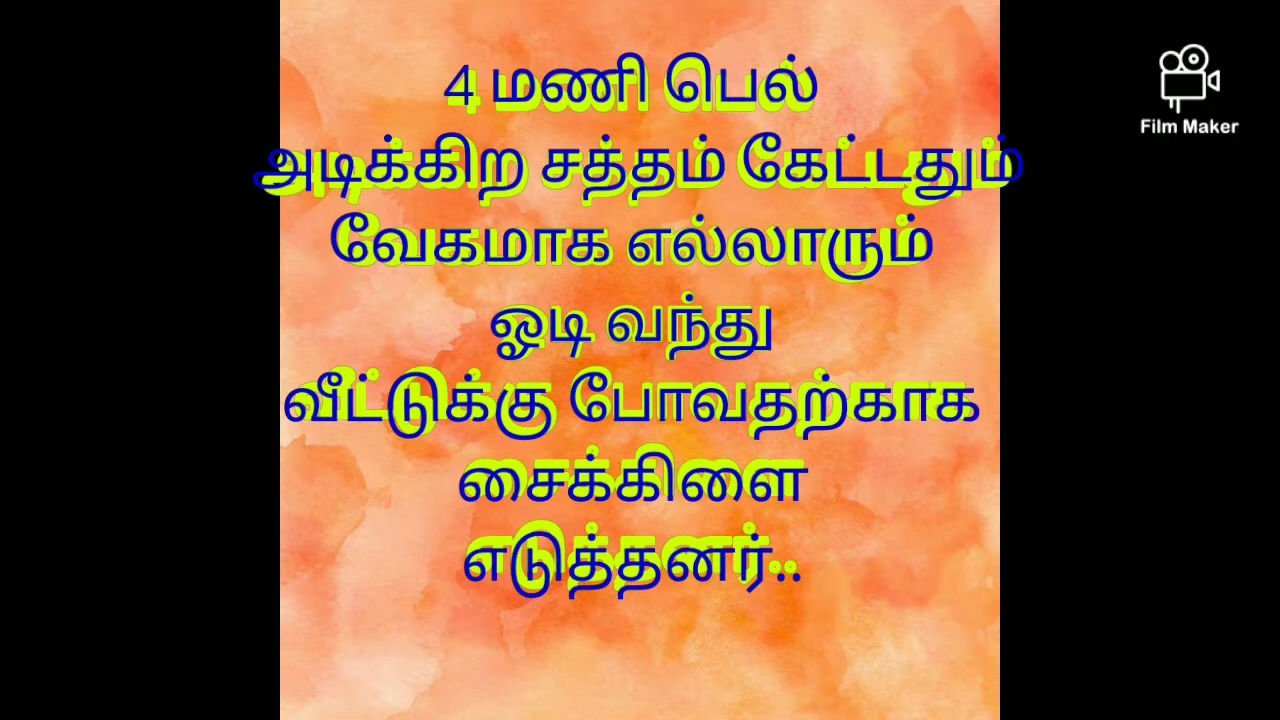 4 மணி பெல்
அடிக்கிற சத்தம் கேட்டதும்
வேகமாக எல்லாரும்
ஓடி வந்து
வீட்டுக்கு போவதற்காக
சைக்கிளை
எடுத்தனர்..
Film Maker